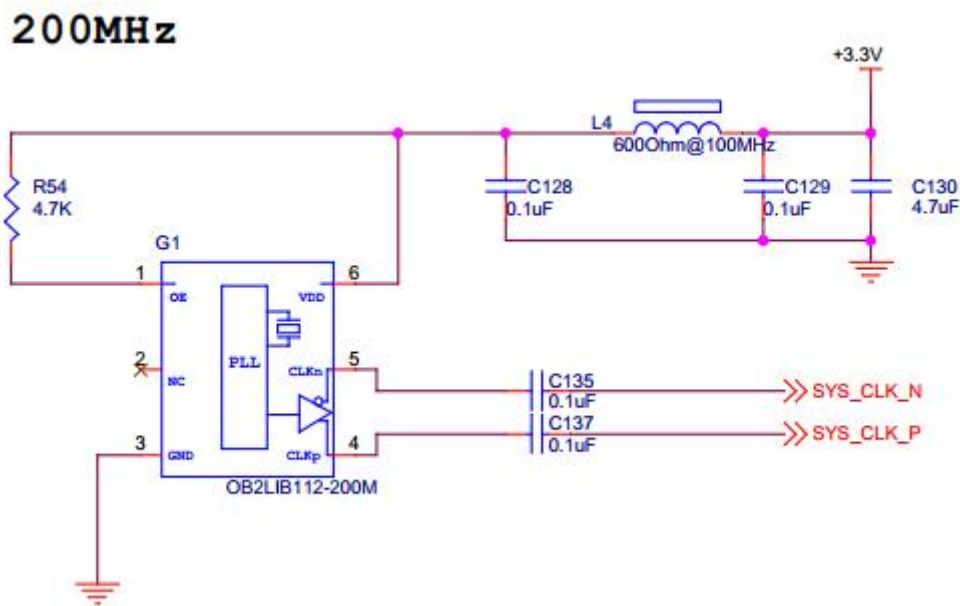 200MHz
+3.3V
L4
600Ohm@100MHz
R54
4.7K
C128
0.1uF
C129
0.1uF
C130
4.7uF
G1
1
OE
6
VDD
2
NC
PLL
5
CLKn
3
GND
4
CLKp
OB2LIB112-200M
C135
0.1uF
SYS_CLK_N
C137
0.1uF
SYS_CLK_P